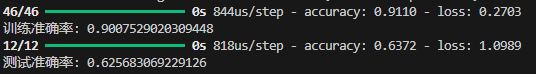 46/46 ━━━━━━━━━━━━━━━━━━━━ 0s 844us/step - accuracy: 0.9110 - loss: 0.2703
训练准确率: 0.9007529020309448
12/12 ━━━━━━━━━━━━━━━━━━━━ 0s 818us/step - accuracy: 0.6372 - loss: 1.0989
测试准确率: 0.625683069229126